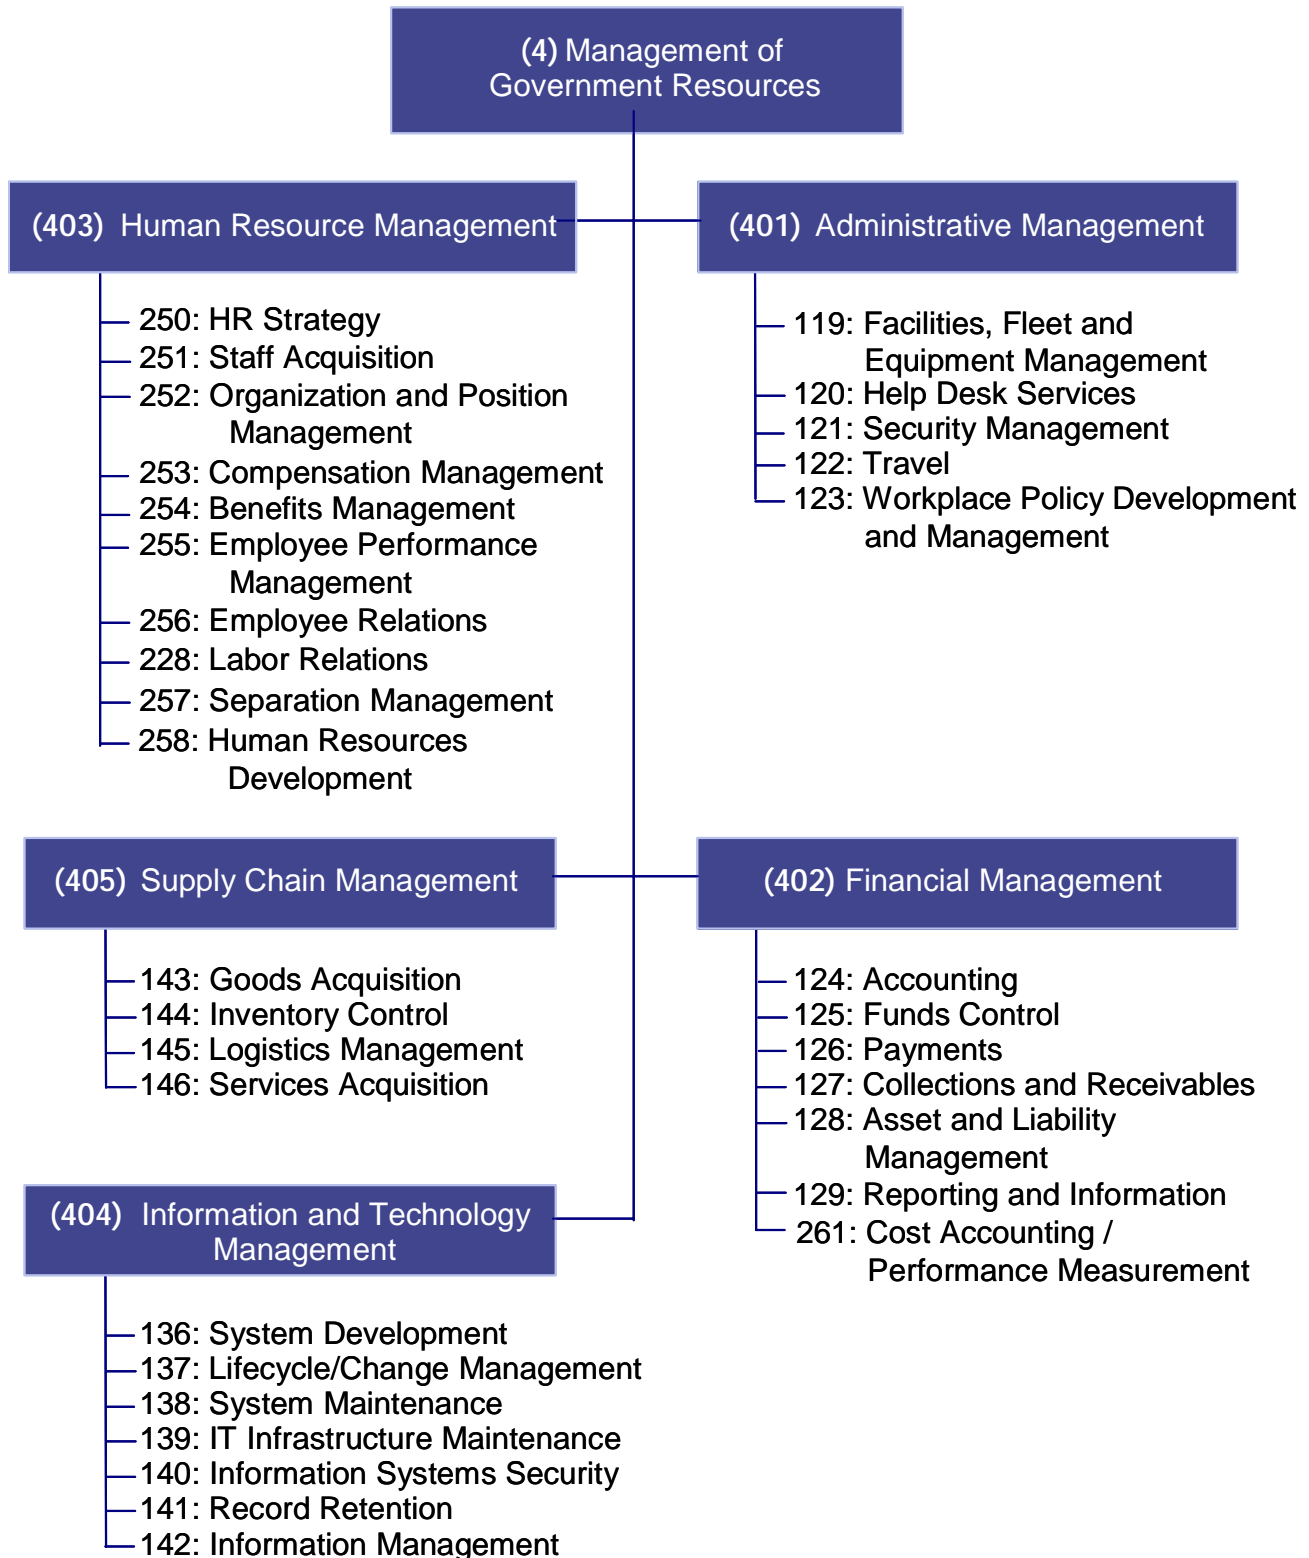 (4) Management of
Government Resources
(403) Human Resource Management
250: HR Strategy
251: Staff Acquisition
252: Organization and Position
Management
253: Compensation Management
254: Benefits Management
255: Employee Performance
Management
256: Employee Relations
228: Labor Relations
257: Separation Management
258: Human Resources
Development
(401) Administrative Management
119: Facilities, Fleet and
Equipment Management
120: Help Desk Services
121: Security Management
122: Travel
123: Workplace Policy Development
and Management
(405) Supply Chain Management
143: Goods Acquisition
144: Inventory Control
145: Logistics Management
146: Services Acquisition
(402) Financial Management
124: Accounting
125: Funds Control
126: Payments
127: Collections and Receivables
128: Asset and Liability
Management
129: Reporting and Information
261: Cost Accounting /
Performance Measurement
(404) Information and Technology
Management
136: System Development
137: Lifecycle/Change Management
138: System Maintenance
139: IT Infrastructure Maintenance
140: Information Systems Security
141: Record Retention
142: Information Management